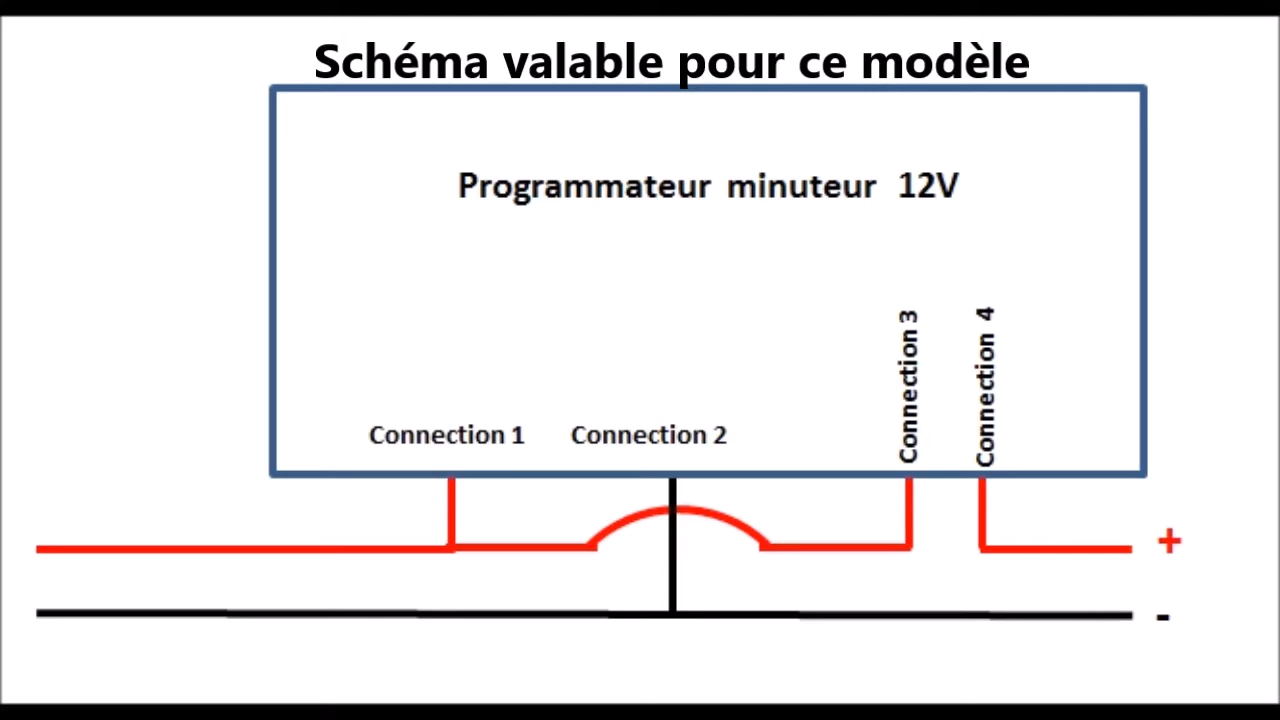 Schéma valable pour ce modèle
Programmateur minuteur 12V
Connection 3
Connection 4
Connection 1
Connection 2
+
-